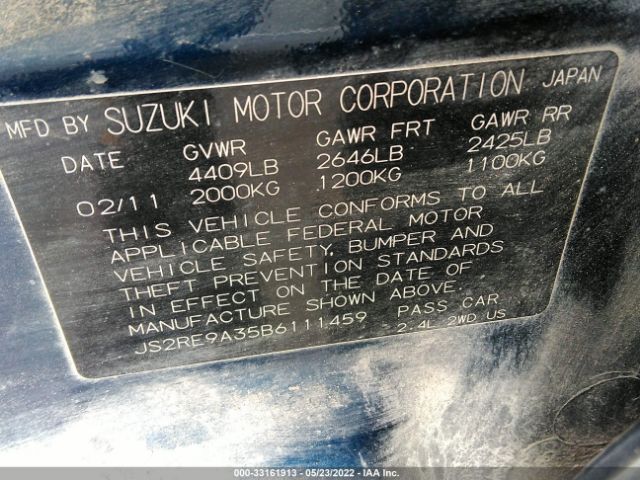 MFD BY SUZUKI MOTOR CORPORATION JAPAN
DATE GVWR GAWR FRT GAWR RR
4409LB 2646LB 2425LB
02/11 2000KG 1200KG 1100KG
THIS VEHICLE CONFORMS TO ALL
APPLICABLE FEDERAL MOTOR
VEHICLE SAFETY, BUMPER AND
THEFT PREVENTION STANDARDS
IN EFFECT ON THE DATE OF
MANUFACTURE SHOWN ABOVE.
JS2RE9A35B6111459 PASS CAR
2.4L 2WD US
000-33161913 - 05/23/2022 - IAA Inc.